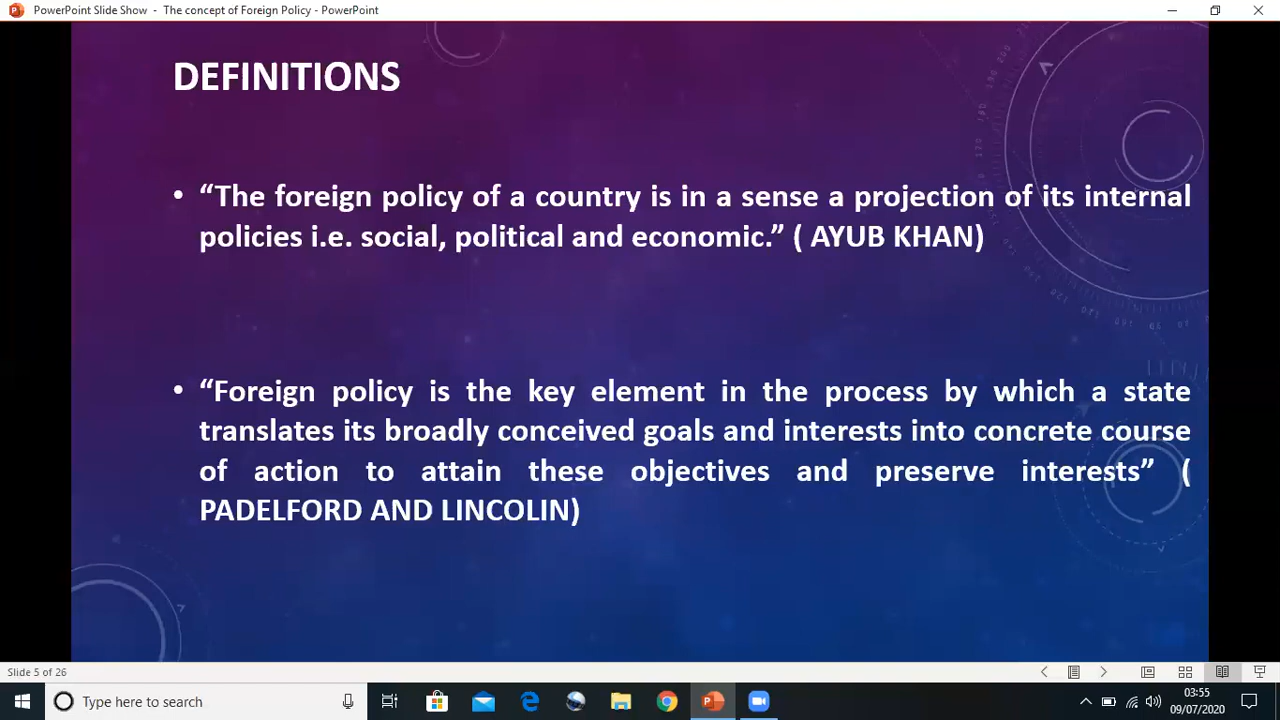 PowerPoint Slide Show - The concept of Foreign Policy - PowerPoint
DEFINITIONS
• “The foreign policy of a country is in a sense a projection of its internal
policies i.e. social, political and economic.” ( AYUB KHAN)
• “Foreign policy is the key element in the process by which a state
translates its broadly conceived goals and interests into concrete course
of action to attain these objectives and preserve interests” (
PADELFORD AND LINCOLIN)
Slide 5 of 26
Type here to search
03:55
09/07/2020